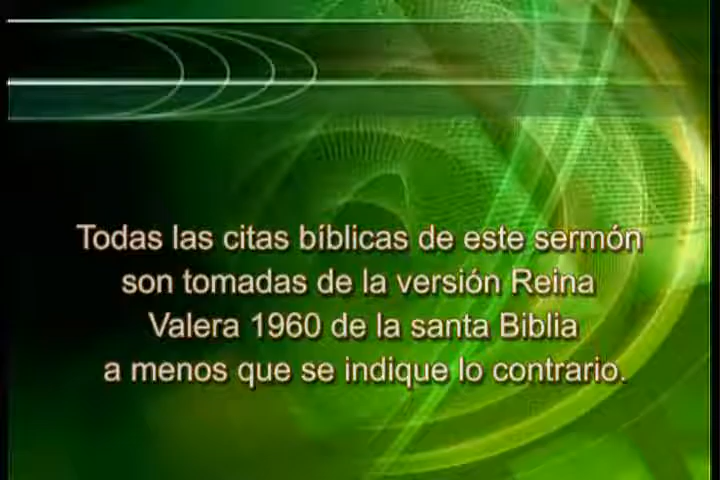 Todas las citas bíblicas de este sermón
son tomadas de la versión Reina
Valera 1960 de la santa Biblia
a menos que se indique lo contrario.